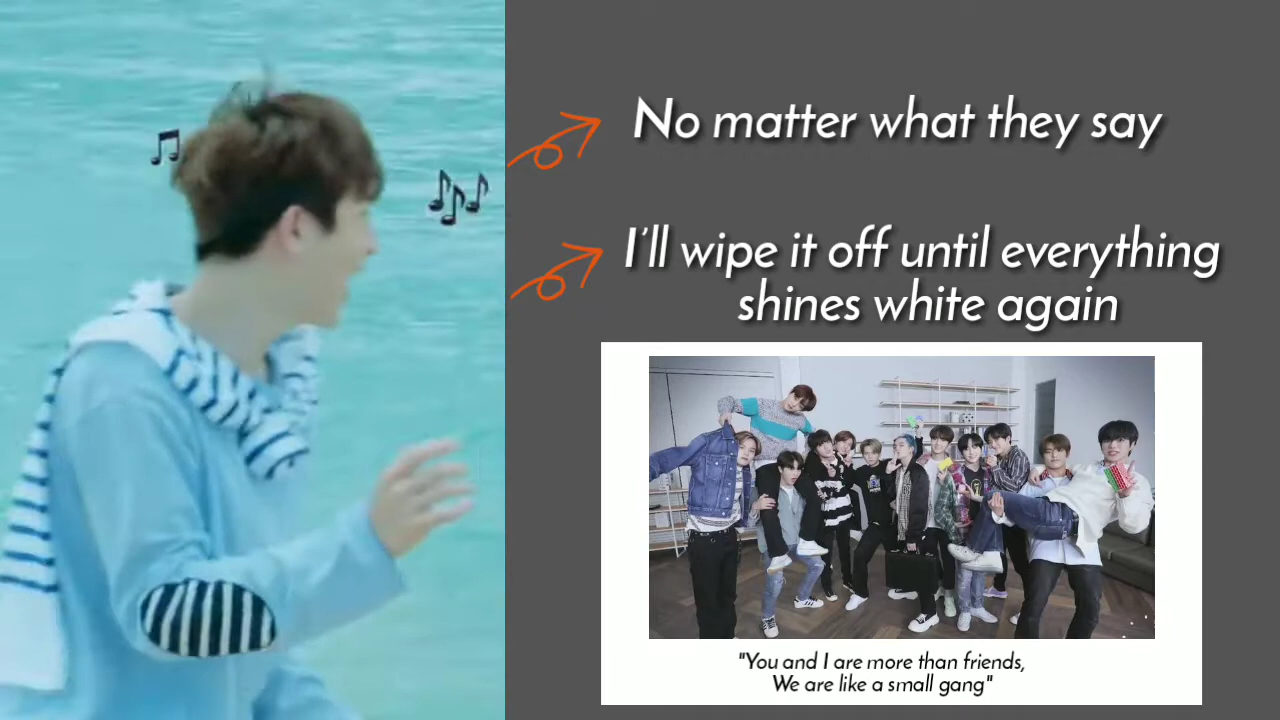 No matter what they say
I'll wipe it off until everything
shines white again
"You and I are more than friends,
We are like a small gang"